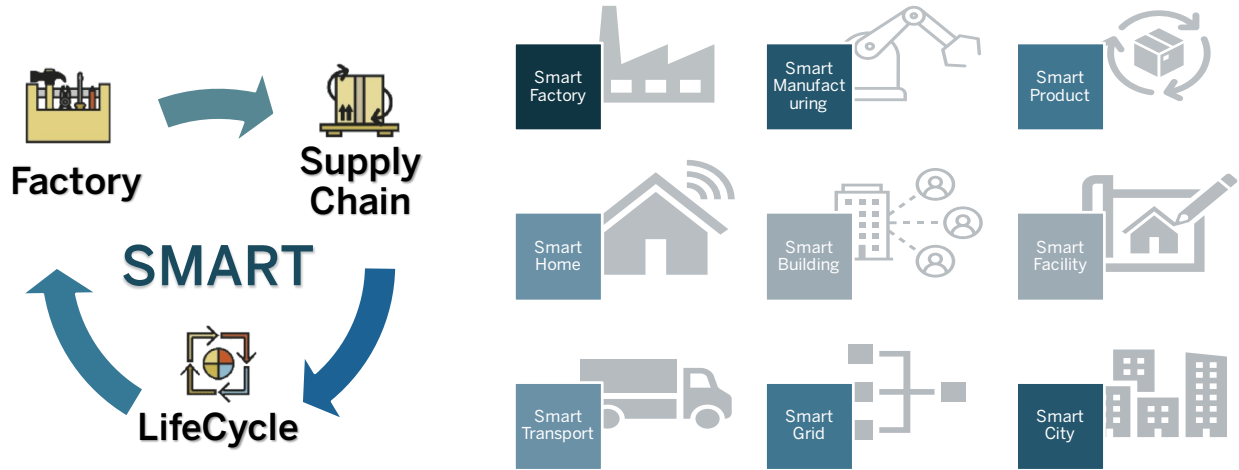 Factory
Supply
Chain
SMART
LifeCycle
Smart
Factory
Smart
Manufact
uring
Smart
Product
Smart
Home
Smart
Building
Smart
Facility
Smart
Transport
Smart
Grid
Smart
City